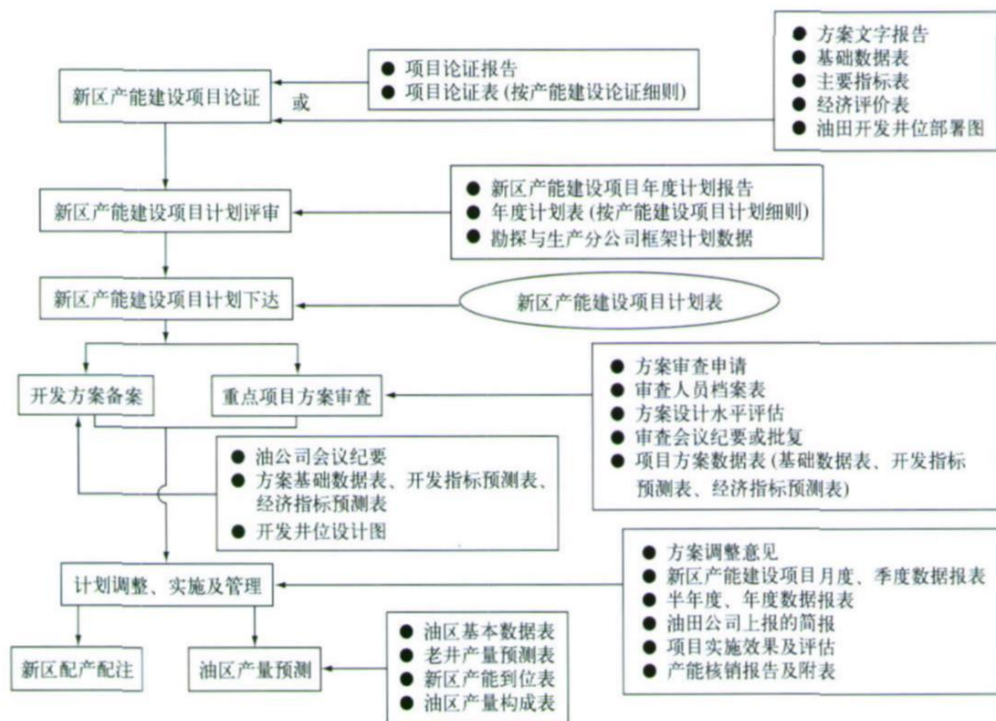 ● 方案文字报告
● 基础数据表
● 主要指标表
● 经济评价表
● 油田开发井位部署图
● 项目论证报告
● 项目论证表(按产能建设论证细则)
新区产能建设项目论证
或
● 新区产能建设项目年度计划报告
● 年度计划表(按产能建设项目计划细则)
● 勘探与生产分公司框架计划数据
新区产能建设项目计划评审
新区产能建设项目计划下达
新区产能建设项目计划表
开发方案备案
重点项目方案审查
● 方案审查申请
● 审查人员档案表
● 方案设计水平评估
● 审查会议纪要或批复
● 项目方案数据表(基础数据表、开发指标
预测表、经济指标预测表)
● 油公司会议纪要
● 方案基础数据表、开发指标预测表、
经济指标预测表
● 开发井位设计图
计划调整、实施及管理
● 方案调整意见
● 新区产能建设项目月度、季度数据报表
● 半年度、年度数据报表
● 油田公司上报的简报
● 项目实施效果及评估
● 产能核销报告及附表
新区配产配注
油区产量预测
● 油区基本数据表
● 老井产量预测表
● 新区产能到位表
● 油区产量构成表